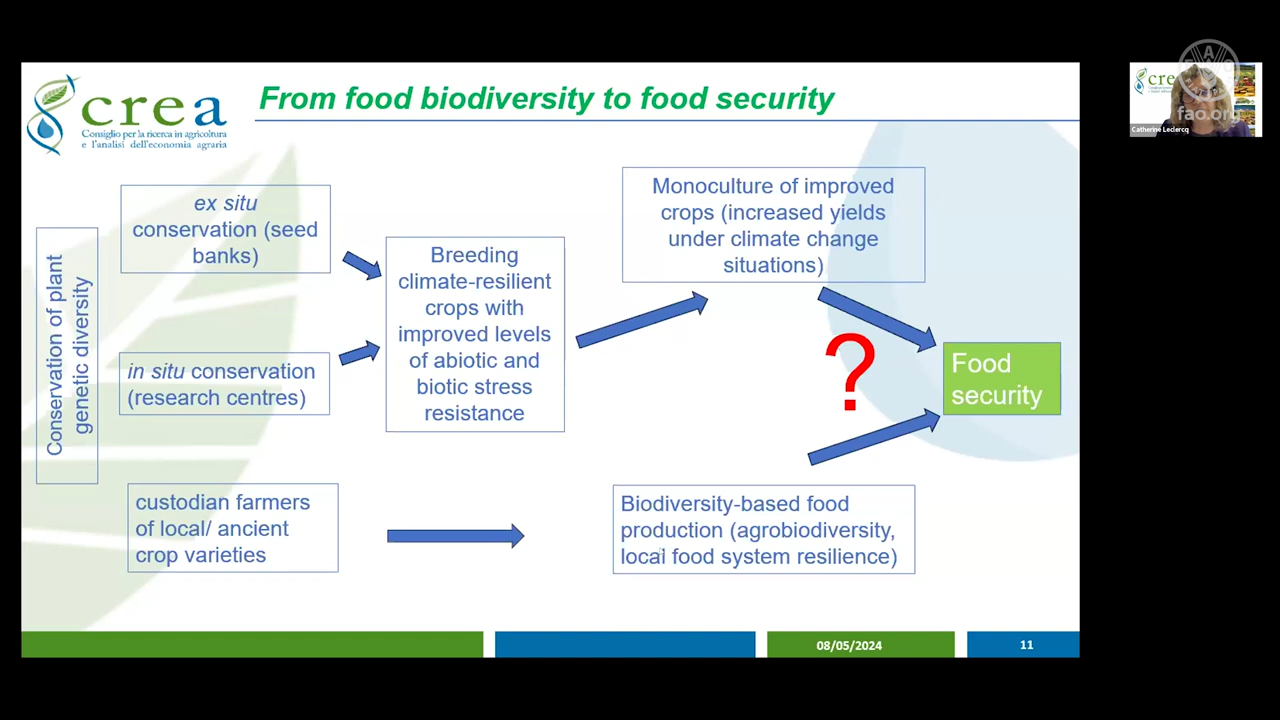 crea
Consiglio per la ricerca in agricoltura
e l'analisi dell'economia agraria
From food biodiversity to food security
Conservation of plant
genetic diversity
ex situ
conservation (seed
banks)
in situ conservation
(research centres)
custodian farmers
of local/ ancient
crop varieties
Breeding
climate-resilient
crops with
improved levels
of abiotic and
biotic stress
resistance
Monoculture of improved
crops (increased yields
under climate change
situations)
?
Biodiversity-based food
production (agrobiodiversity,
local food system resilience)
Food
security
08/05/2024
11
cre
FAO
fao.org
Catherine Leclercq